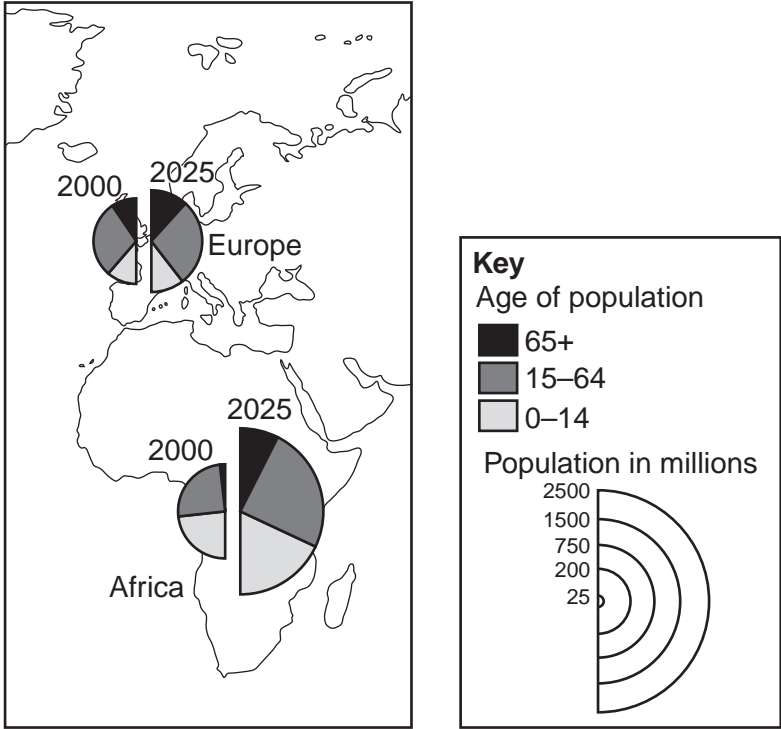 2000
2025
Europe
2025
2000
Africa
Key
Age of population
65+
15–64
0–14
Population in millions
2500
1500
750
200
25